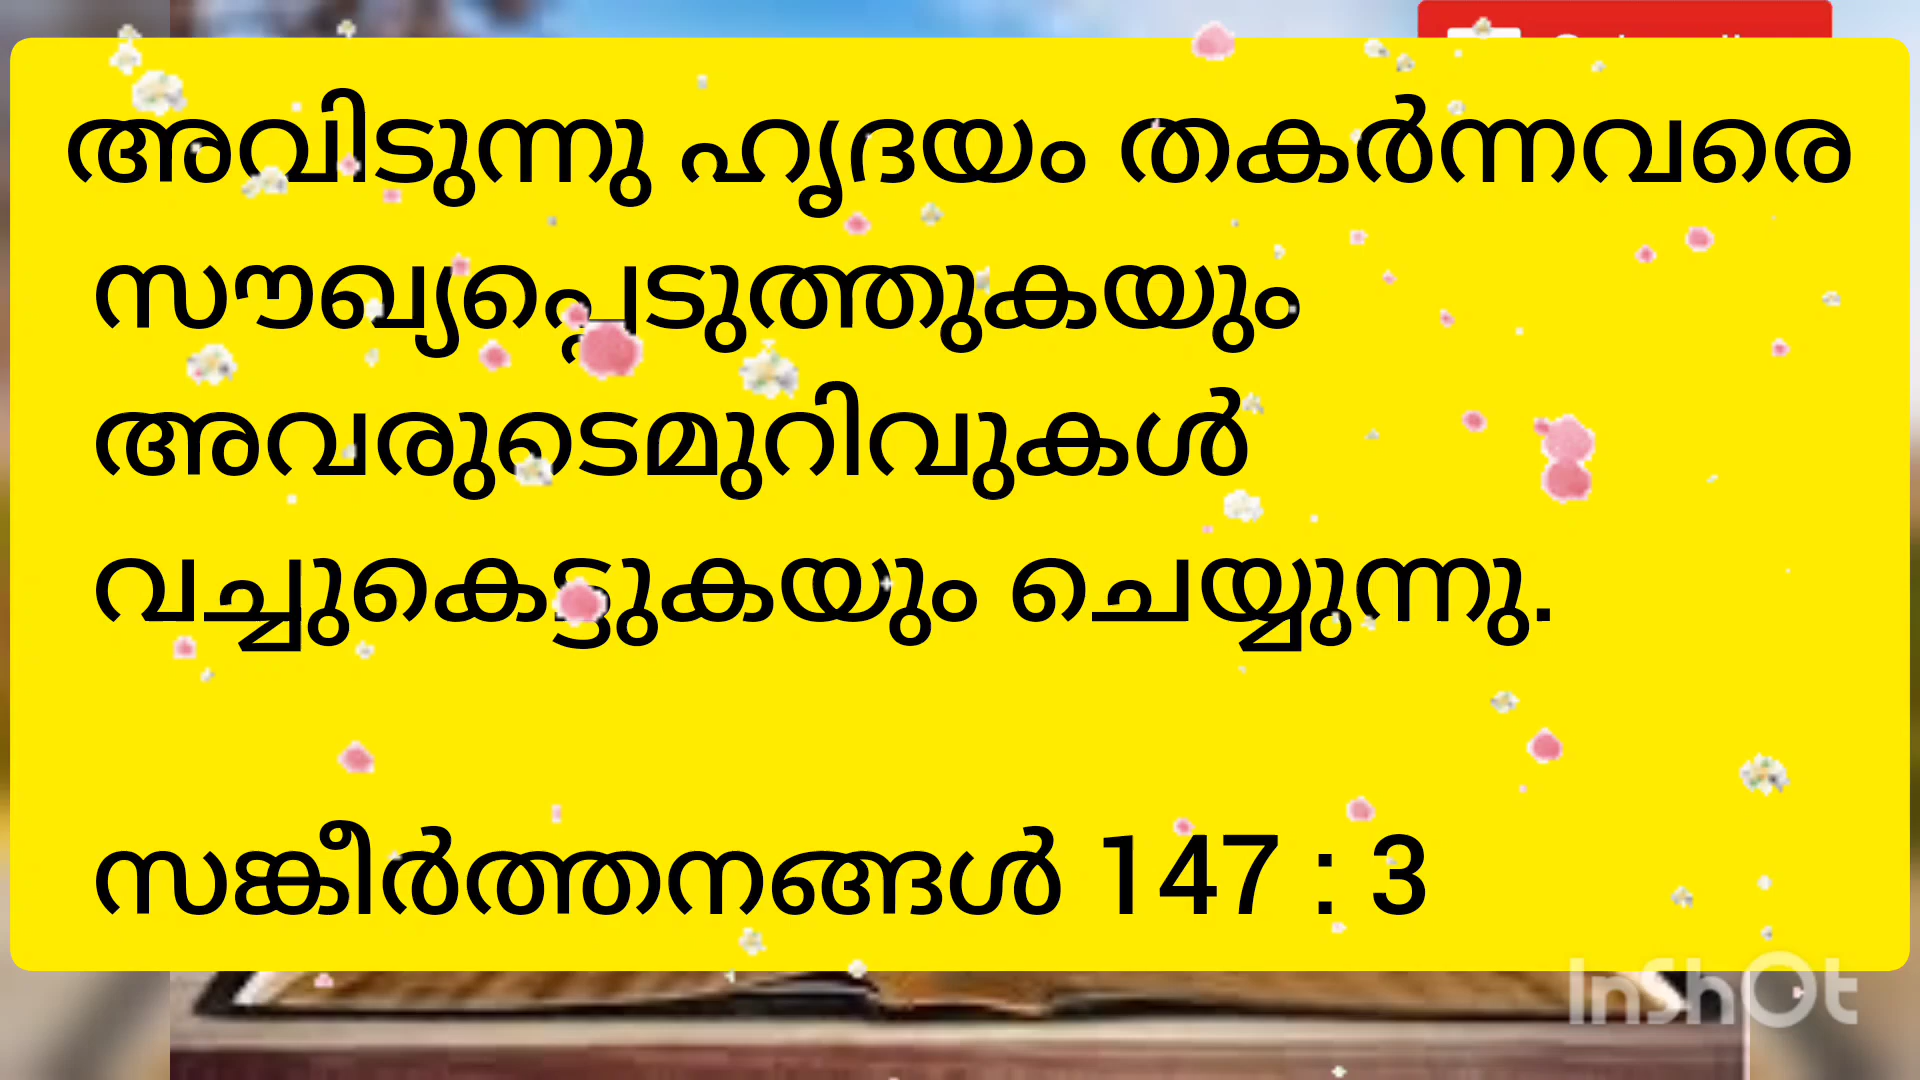 അവിടുന്നു ഹൃദയം തകർന്നവരെ
സൗഖ്യപ്പെടുത്തുകയും
അവരുടെമുറിവുകൾ
വച്ചുകെട്ടുകയും ചെയ്യുന്നു.
സങ്കീർത്തനങ്ങൾ 147 : 3
InShOt